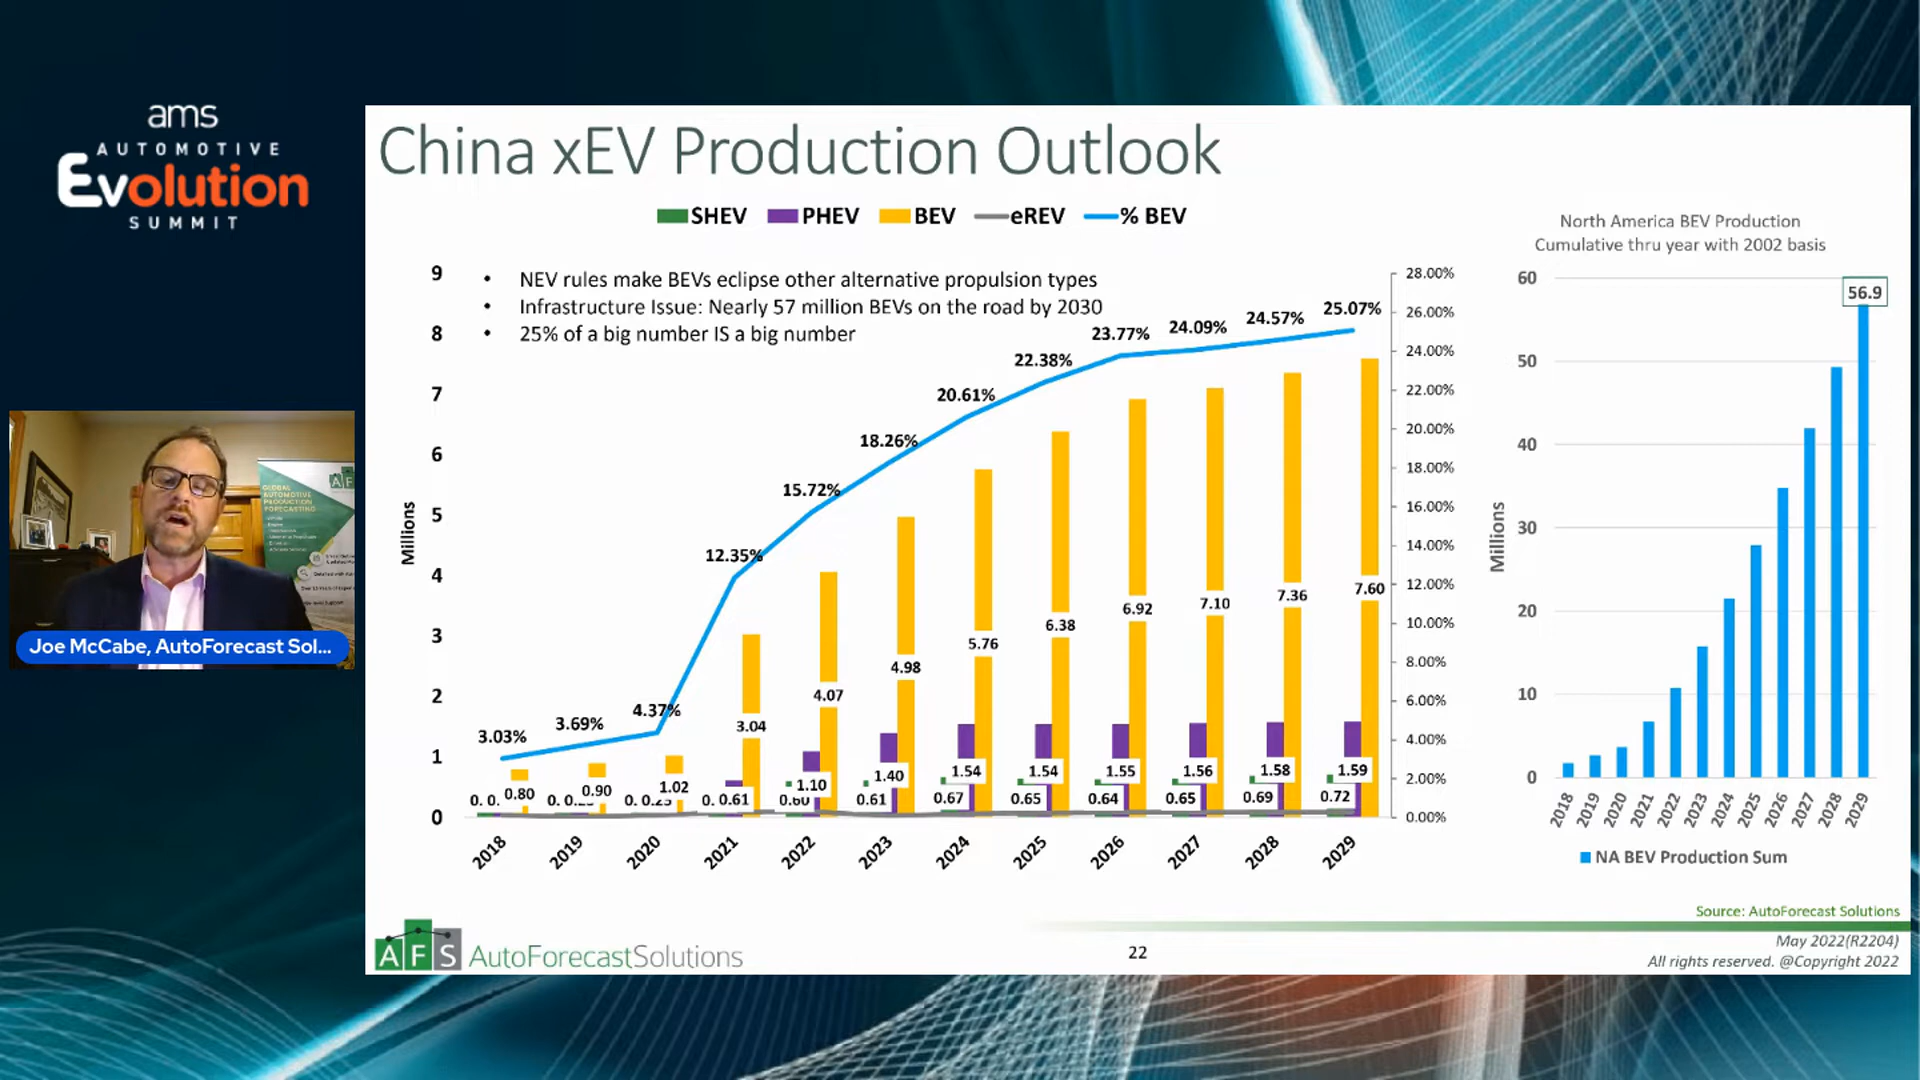 ams
AUTOMOTIVE
Evolution
SUMMIT
China xEV Production Outlook
SHEV PHEV BEV eREV % BEV
• NEV rules make BEVs eclipse other alternative propulsion types
• Infrastructure Issue: Nearly 57 million BEVs on the road by 2030
• 25% of a big number IS a big number
Millions
9
8
7
6
5
4
3
2
1
0
3.03% 3.69% 4.37% 12.35% 15.72% 18.26% 20.61% 22.38% 23.77% 24.09% 24.57% 25.07%
0.80 0.90 1.02 3.04 4.07 4.98 5.76 6.38 6.92 7.10 7.36 7.60
1.10 1.40 1.54 1.54 1.55 1.56 1.58 1.59
0.61 0.60 0.61 0.67 0.65 0.64 0.65 0.69 0.72
28.00%
26.00%
24.00%
22.00%
20.00%
18.00%
16.00%
14.00%
12.00%
10.00%
8.00%
6.00%
4.00%
2.00%
0.00%
2018 2019 2020 2021 2022 2023 2024 2025 2026 2027 2028 2029
North America BEV Production
Cumulative thru year with 2002 basis
Millions
60
50
40
30
20
10
0
56.9
2018 2019 2020 2021 2022 2023 2024 2025 2026 2027 2028 2029
NA BEV Production Sum
GLOBAL
AUTOMOTIVE
PRODUCTION
FORECASTING
AF
Joe McCabe, AutoForecast Sol...
Source: AutoForecast Solutions
May 2022(R2204)
All rights reserved. @Copyright 2022
AFS AutoForecastSolutions
22